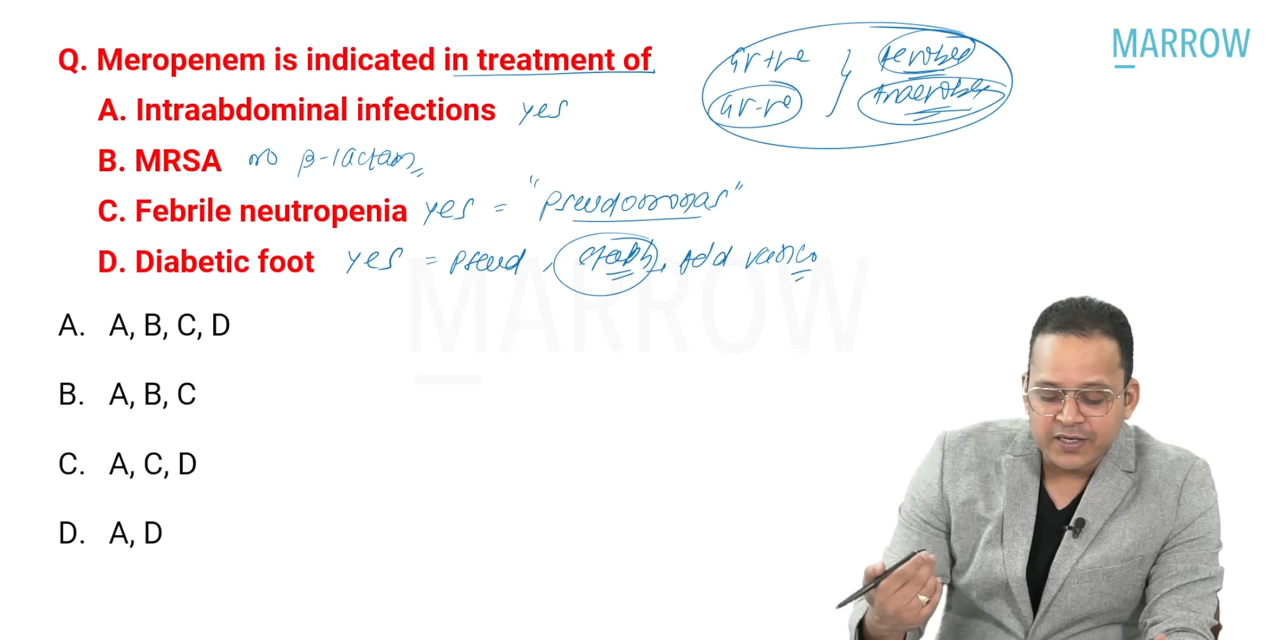 MARROW
Q. Meropenem is indicated in treatment of
Gr+ve
Aerobes
Gr-ve
Anaerobes
A. Intraabdominal infections yes
B. MRSA no β-lactam
C. Febrile neutropenia yes = "pseudomonas"
D. Diabetic foot yes = pseud, staph, Add vanco
MARROW
A. A, B, C, D
B. A, B, C
C. A, C, D
D. A, D